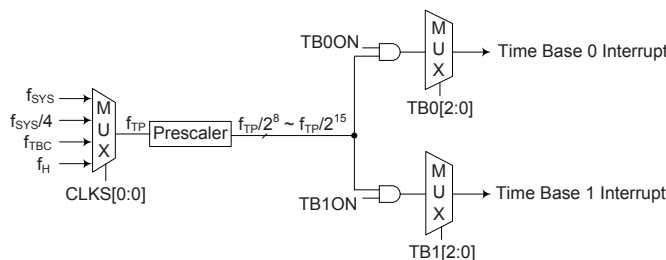 TB0ON
M
U
X
Time Base 0 Interrupt
TB0[2:0]
fSYS
fSYS/4
fTBC
fH
M
U
X
CLKS[0:0]
fTP
Prescaler
fTP/2^8 ~ fTP/2^15
TB1ON
M
U
X
Time Base 1 Interrupt
TB1[2:0]